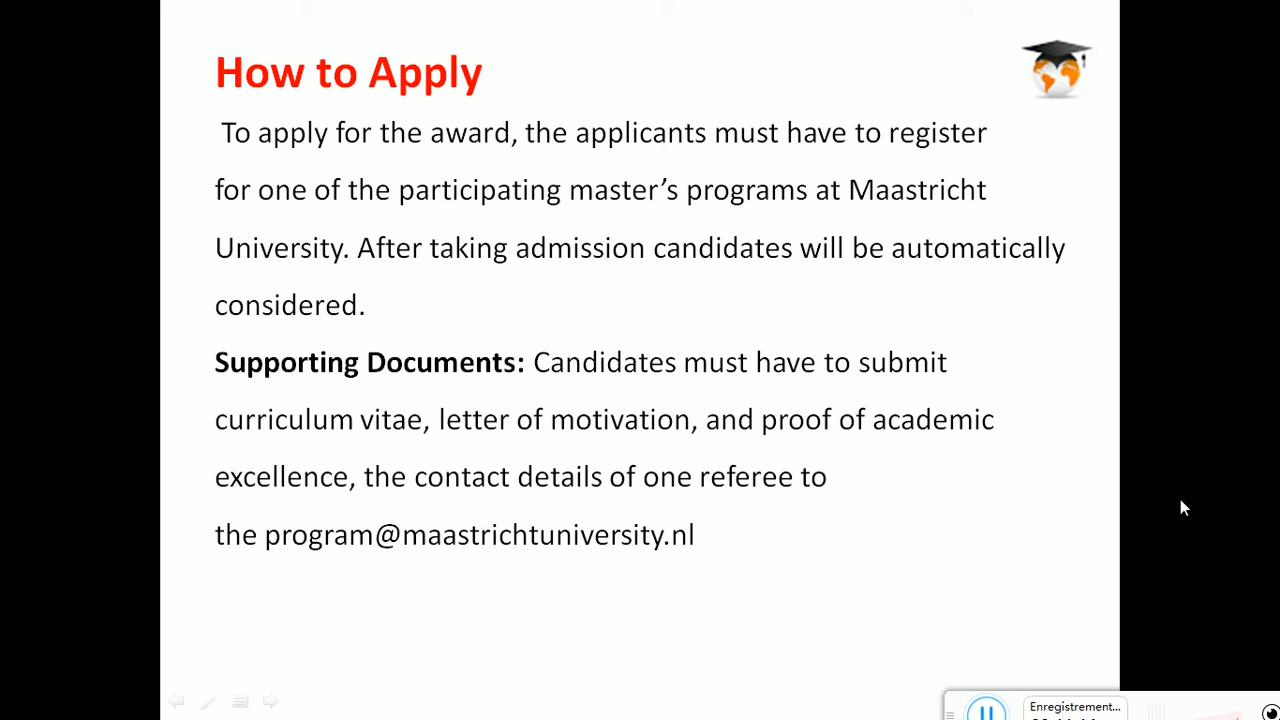 How to Apply
To apply for the award, the applicants must have to register
for one of the participating master’s programs at Maastricht
University. After taking admission candidates will be automatically
considered.
Supporting Documents: Candidates must have to submit
curriculum vitae, letter of motivation, and proof of academic
excellence, the contact details of one referee to
the program@maastrichtuniversity.nl
Enregistrement...